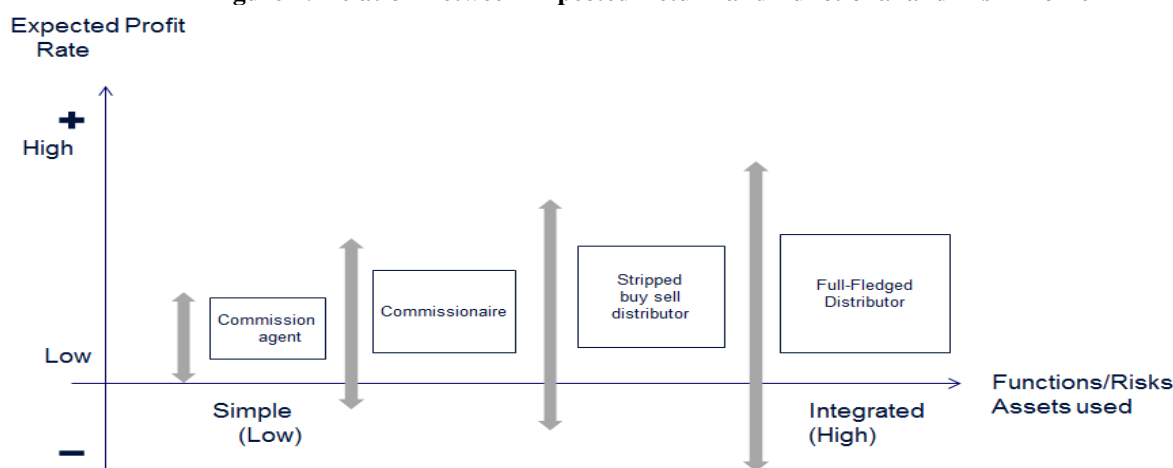 Expected Profit
Rate
+
High
Low
−
Commission
agent
Commissionaire
Stripped
buy sell
distributor
Full-Fledged
Distributor
Simple
(Low)
Integrated
(High)
Functions/Risks
Assets used